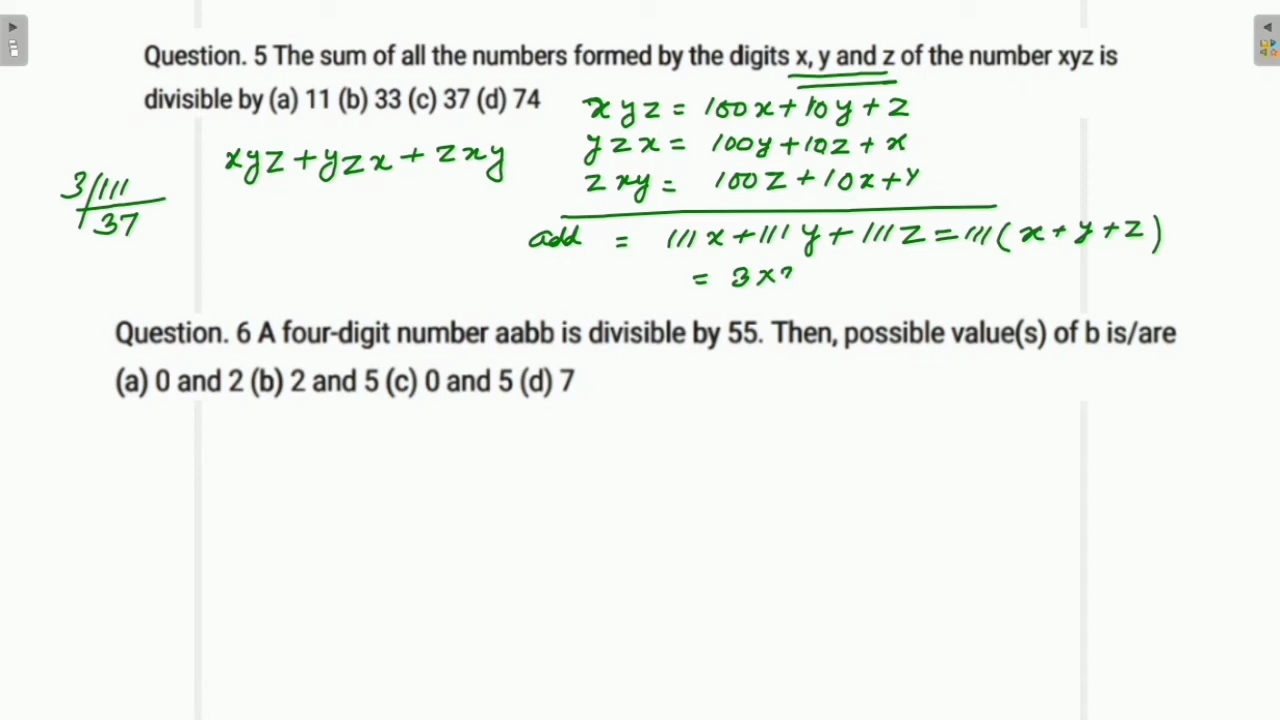 Question. 5 The sum of all the numbers formed by the digits x, y and z of the number xyz is
divisible by (a) 11 (b) 33 (c) 37 (d) 74
xyz = 100x + 10y + z
xyz + yzx + zxy
yzx = 100y + 10z + x
zxy = 100z + 10x + y
3/111
37
add = 111x + 111y + 111z = 111(x + y + z)
= 3×3
Question. 6 A four-digit number aabb is divisible by 55. Then, possible value(s) of b is/are
(a) 0 and 2 (b) 2 and 5 (c) 0 and 5 (d) 7